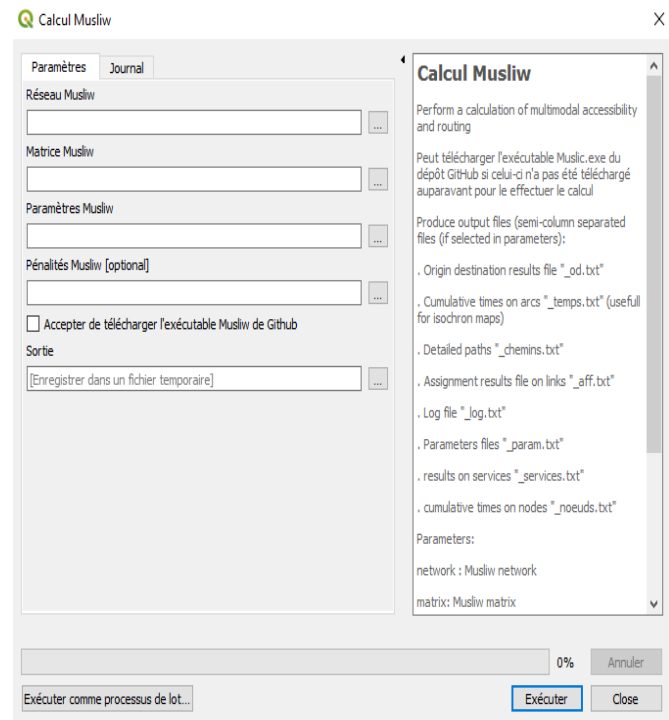 Calcul Musliw
Paramètres
Journal
Réseau Musliw
...
Matrice Musliw
...
Paramètres Musliw
...
Pénalités Musliw [optional]
...
Accepter de télécharger l'exécutable Musliw de Github
Sortie
[Enregistrer dans un fichier temporaire]
...
Calcul Musliw
Perform a calculation of multimodal accessibility
and routing
Peut télécharger l'exécutable Muslic.exe du
dépôt GitHub si celui-ci n'a pas été téléchargé
auparavant pour le effectuer le calcul
Produce output files (semi-column separated
files (if selected in parameters):
. Origin destination results file "_od.txt"
. Cumulative times on arcs "_temps.txt" (usefull
for isochron maps)
. Detailed paths "_chemins.txt"
. Assignment results file on links "_aff.txt"
. Log file "_log.txt"
. Parameters files "_param.txt"
. results on services "_services.txt"
. cumulative times on nodes "_noeuds.txt"
Parameters:
network : Musliw network
matrix: Musliw matrix
0%
Annuler
Exécuter comme processus de lot...
Exécuter
Close